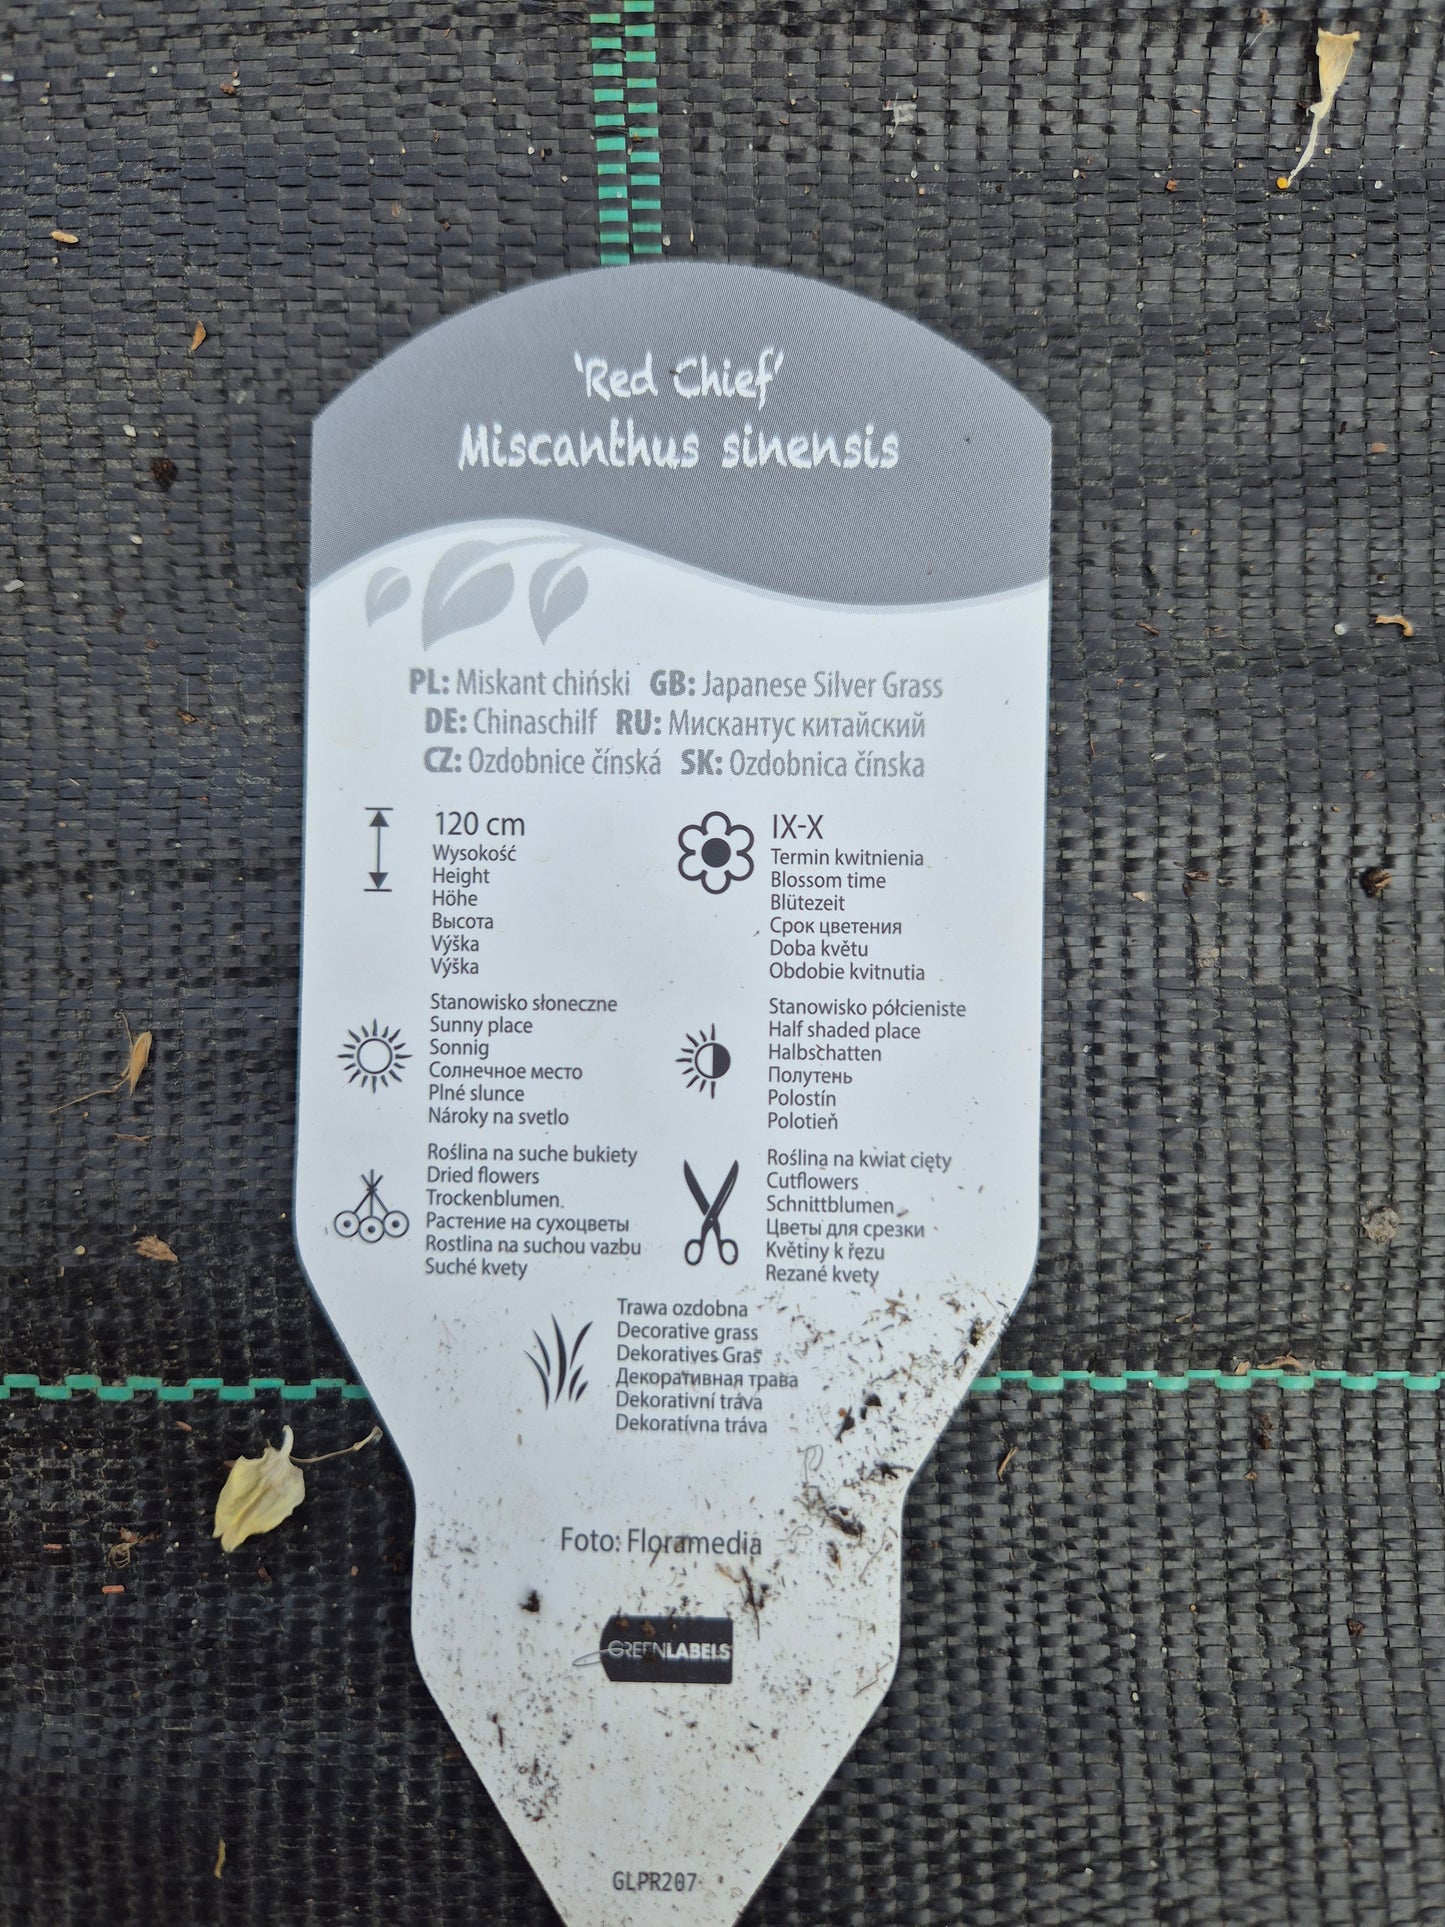 'Red Chief'
Miscanthus sinensis
PL: Miskant chiński GB: Japanese Silver Grass
DE: Chinaschilf RU: Мискантус китайский
CZ: Ozdobnice čínská SK: Ozdobnica čínska
120 cm
Wysokość
Height
Höhe
Высота
Výška
Výška
IX-X
Termin kwitnienia
Blossom time
Blütezeit
Срок цветения
Doba květu
Obdobie kvitnutia
Stanowisko słoneczne
Sunny place
Sonnig
Солнечное место
Plné slunce
Nároky na svetlo
Stanowisko półcieniste
Half shaded place
Halbschatten
Полутень
Polostín
Polotieň
Roślina na suche bukiety
Dried flowers
Trockenblumen
Растение на сухоцветы
Rostlina na suchou vazbu
Suché kvety
Roślina na kwiat cięty
Cutflowers
Schnittblumen
Цветы для срезки
Květiny k řezu
Rezané kvety
Trawa ozdobna
Decorative grass
Dekoratives Gras
Декоративная трава
Dekorativní tráva
Dekoratívna tráva
Foto: Floramedia
GREENLABELS
GLPR207